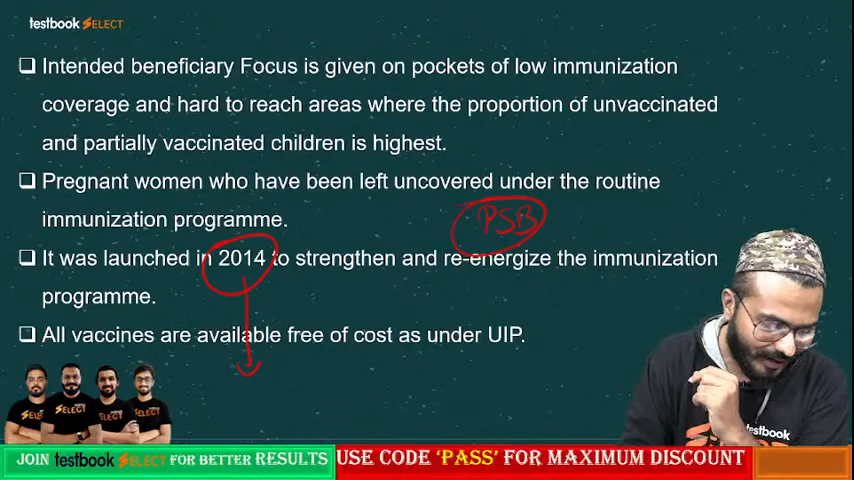 testbook SELECT
Intended beneficiary Focus is given on pockets of low immunization
coverage and hard to reach areas where the proportion of unvaccinated
and partially vaccinated children is highest.
Pregnant women who have been left uncovered under the routine
immunization programme.
PSB
It was launched in 2014 to strengthen and re-energize the immunization
programme.
All vaccines are available free of cost as under UIP.
SELECT
SELECT
testbook
JOIN testbook SELECT FOR BETTER RESULTS
USE CODE ‘PASS’ FOR MAXIMUM DISCOUNT